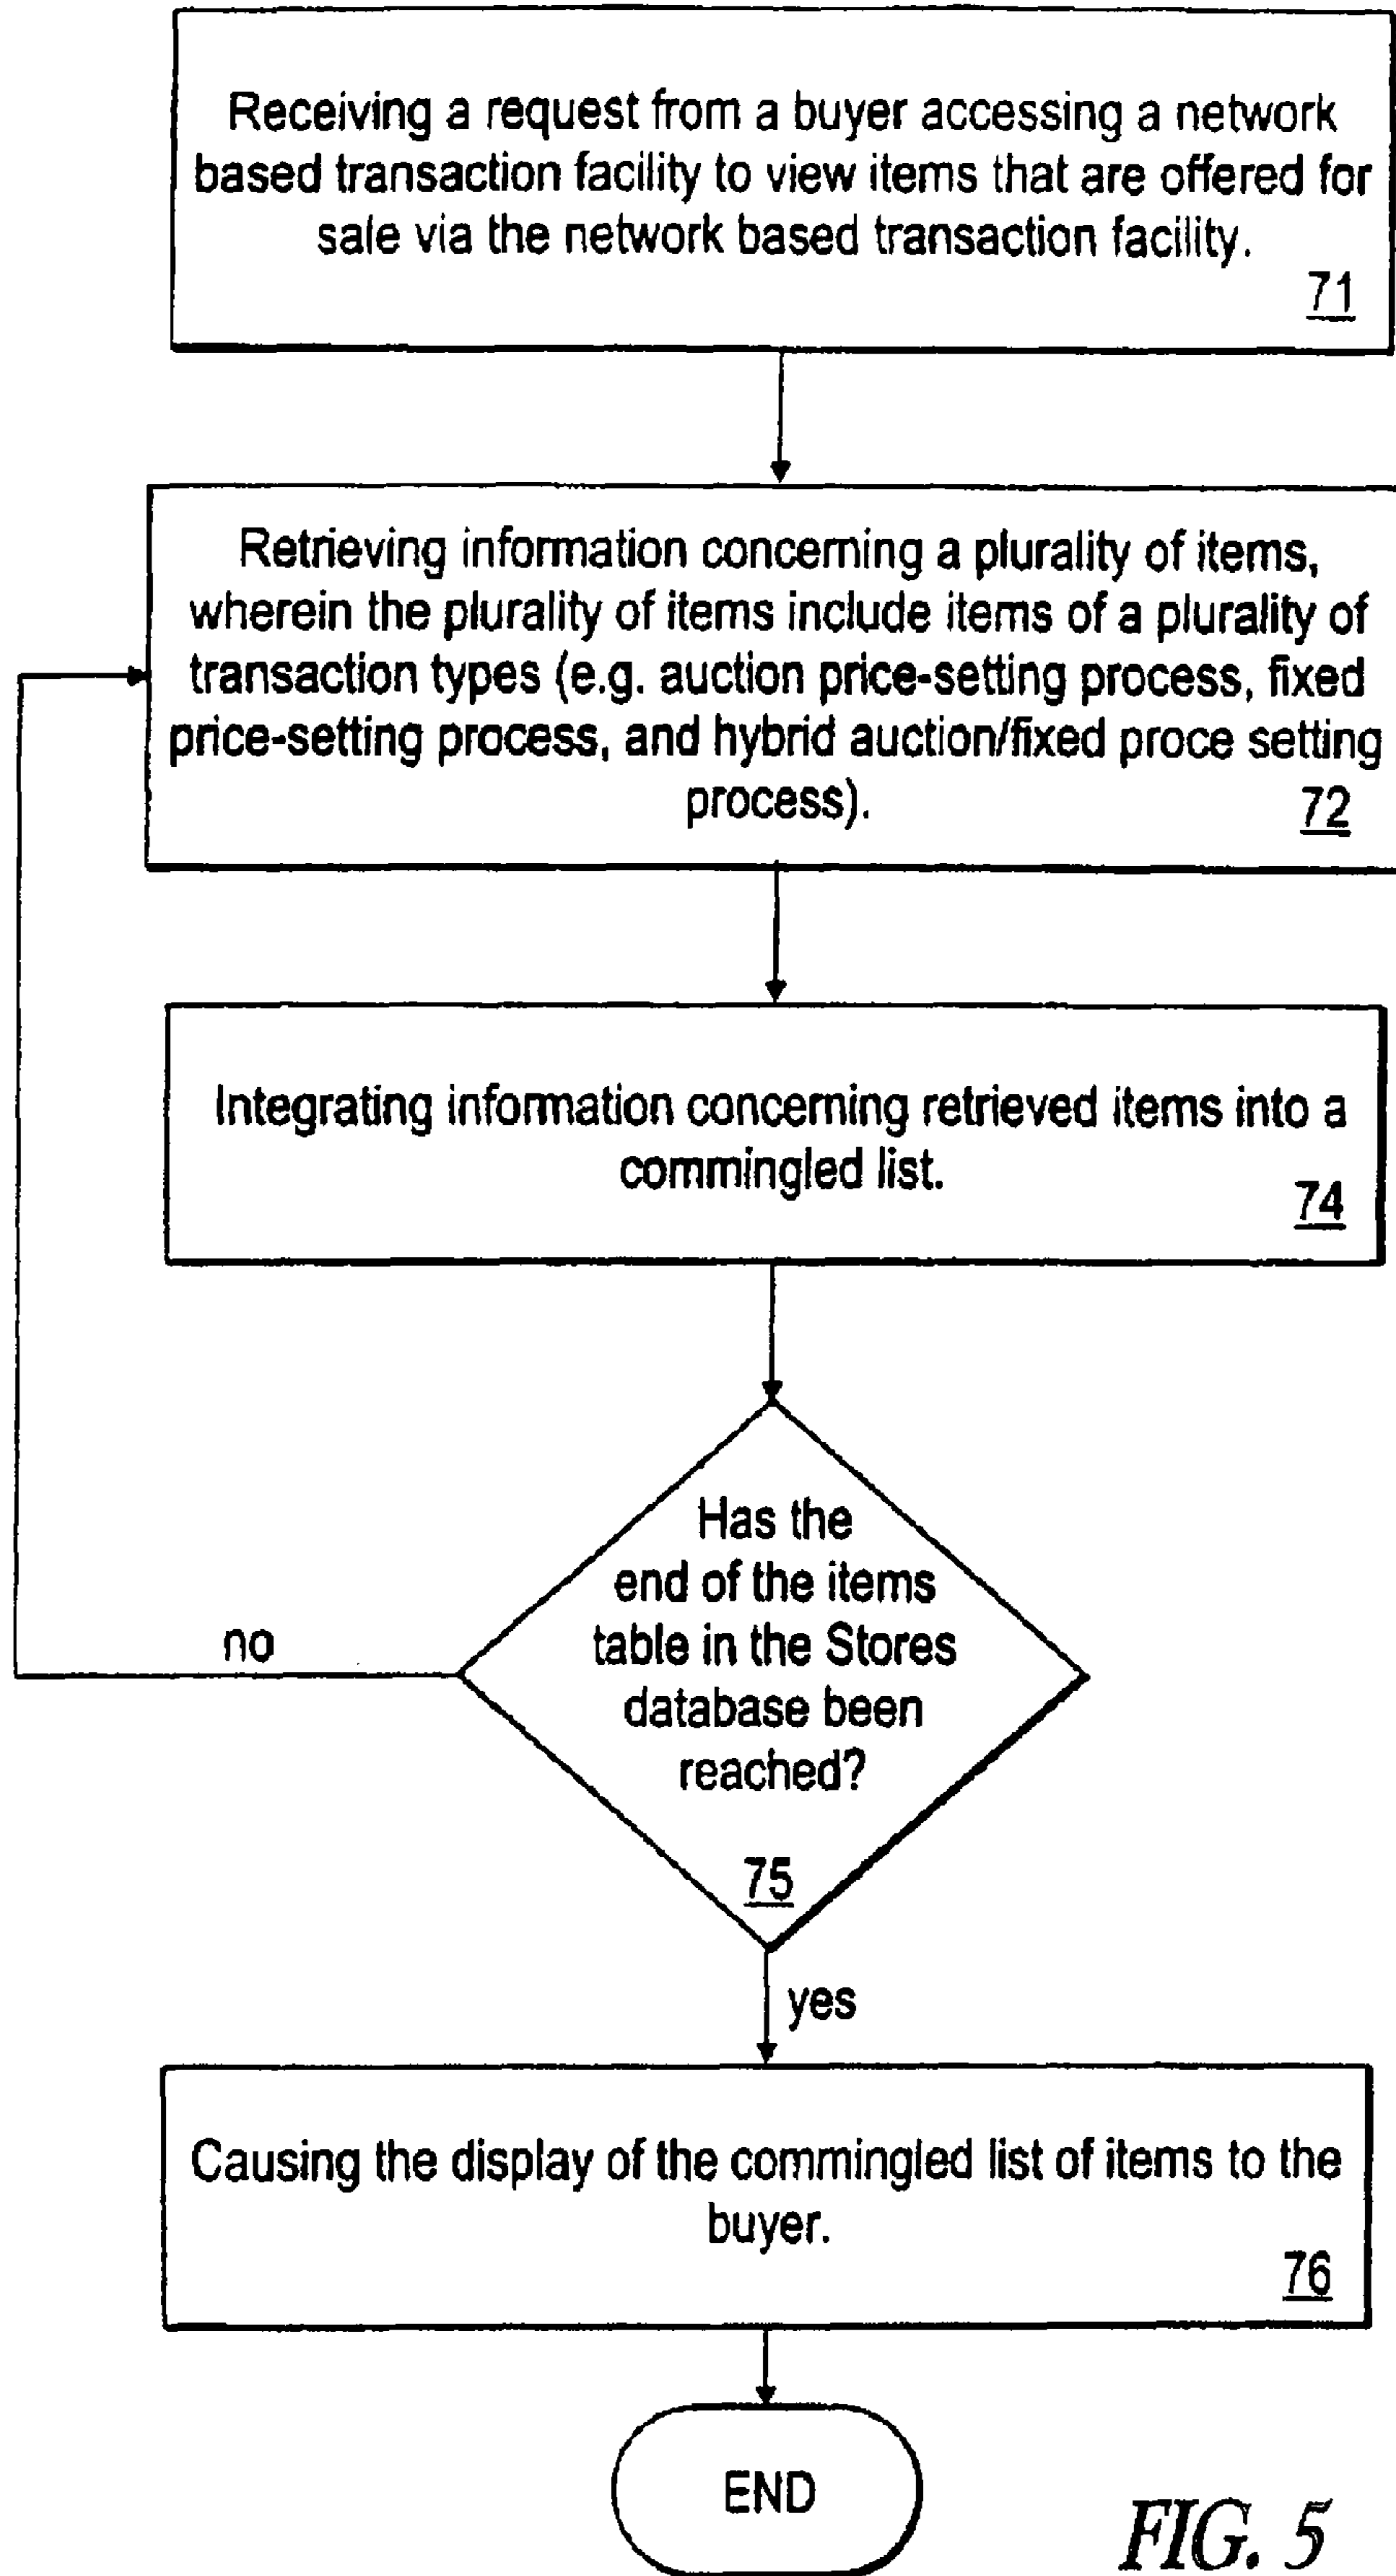 Receiving a request from a buyer accessing a network
based transaction facility to view items that are offered for
sale via the network based transaction facility.
71
Retrieving information concerning a plurality of items,
wherein the plurality of items include items of a plurality of
transaction types (e.g. auction price-setting process, fixed
price-setting process, and hybrid auction/fixed proce setting
process).
72
Integrating information concerning retrieved items into a
commingled list.
74
Has the
end of the items
table in the Stores
database been
reached?
75
no
yes
Causing the display of the commingled list of items to the
buyer.
76
END
FIG. 5